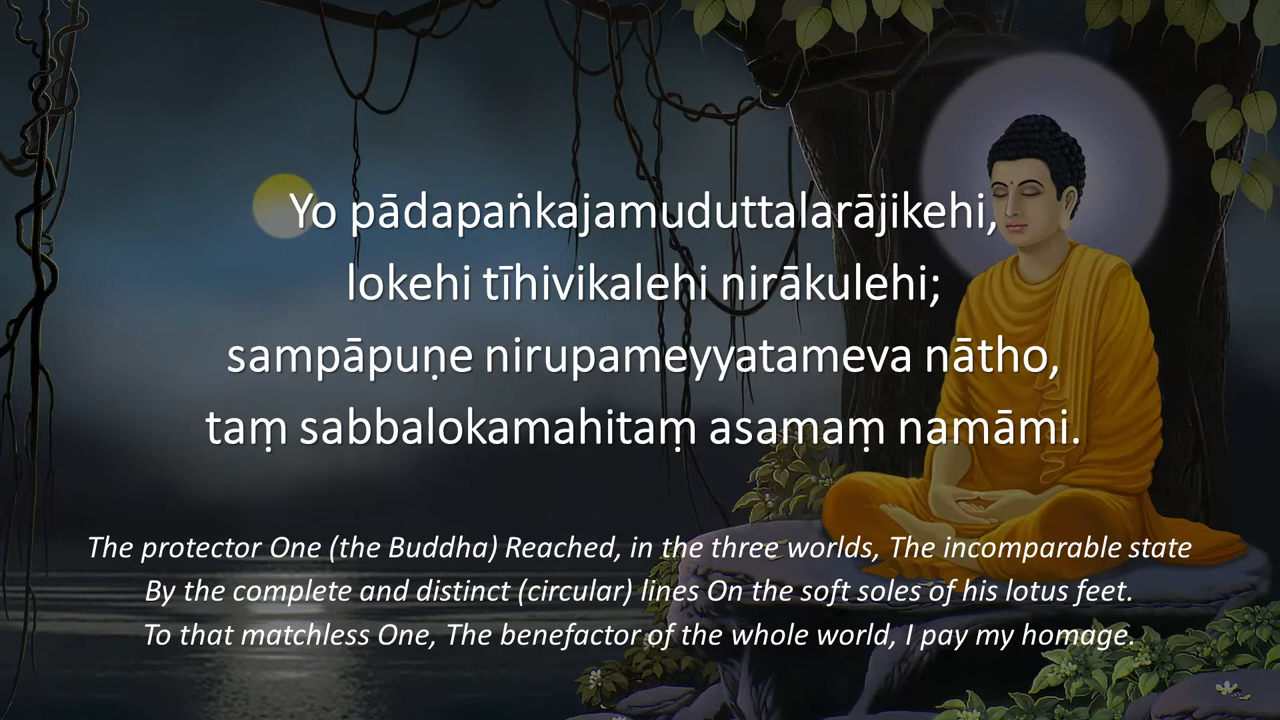 Yo pādapaṅkajamuduttalarājikehi,
lokehi tīhivikalehi nirākulehi;
sampāpuṇe nirupameyyatameva nātho,
taṃ sabbalokamahitaṃ asamaṃ namāmi.
The protector One (the Buddha) Reached, in the three worlds, The incomparable state
By the complete and distinct (circular) lines On the soft soles of his lotus feet.
To that matchless One, The benefactor of the whole world, I pay my homage.